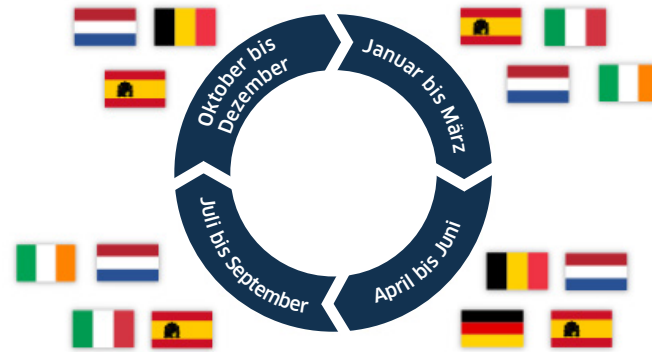 Januar bis März
April bis Juni
Juli bis September
Oktober bis
Dezember